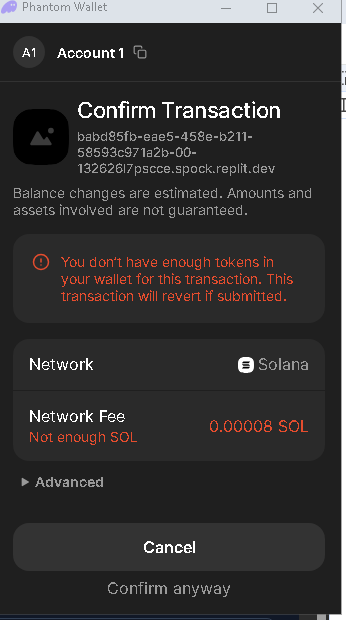 Phantom Wallet
A1 Account 1
Confirm Transaction
babd85fb-eae5-458e-b211-
58593c971a2b-00-
132626l7pscce.spock.replit.dev
Balance changes are estimated. Amounts and
assets involved are not guaranteed.
You don't have enough tokens in
your wallet for this transaction. This
transaction will revert if submitted.
Network Solana
Network Fee
Not enough SOL
0.00008 SOL
Advanced
Cancel
Confirm anyway